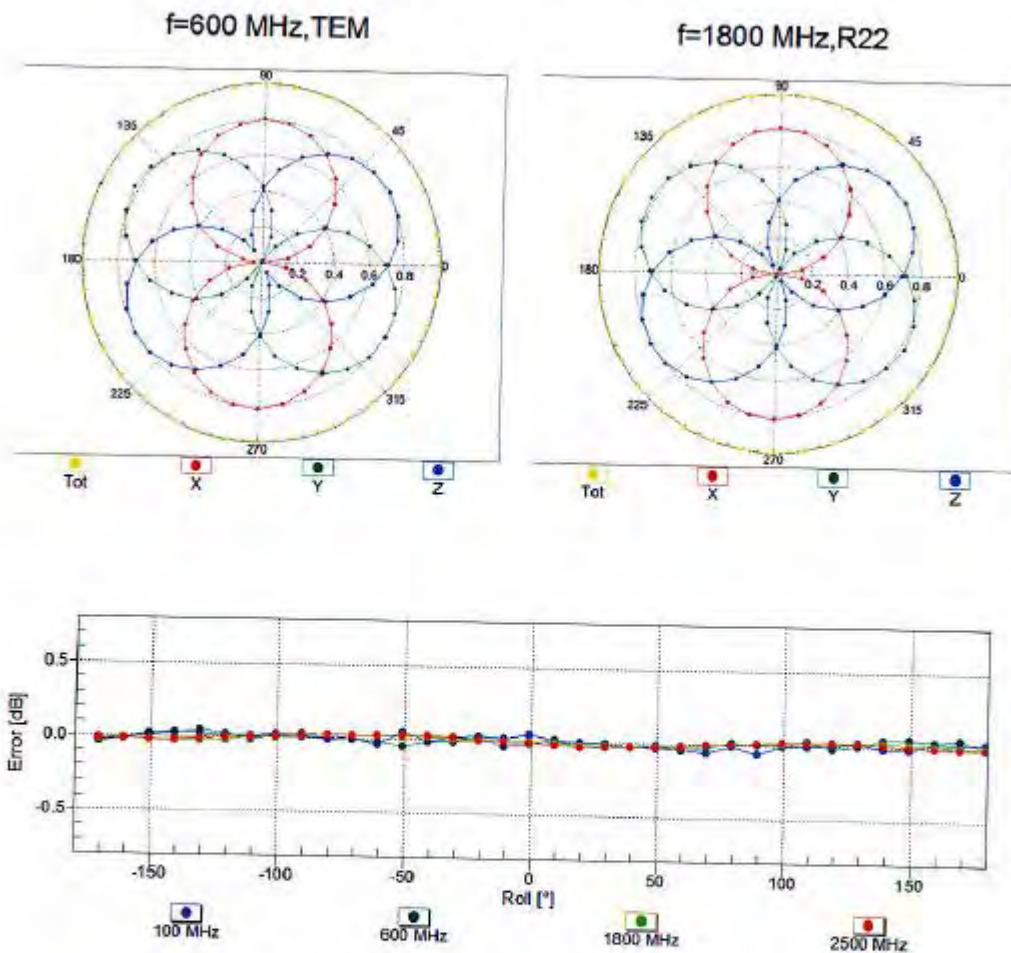 f=600 MHz,TEM
f=1800 MHz,R22
90
135
45
180
0.2
0.4
0.6
0.8
0
225
315
270
Tot
X
Y
Z
90
135
45
180
0.2
0.4
0.6
0.8
0
225
315
270
Tot
X
Y
Z
Error [dB]
0.5
0.0
-0.5
-150
-100
-50
0
50
100
150
Roll [°]
100 MHz
600 MHz
1800 MHz
2500 MHz